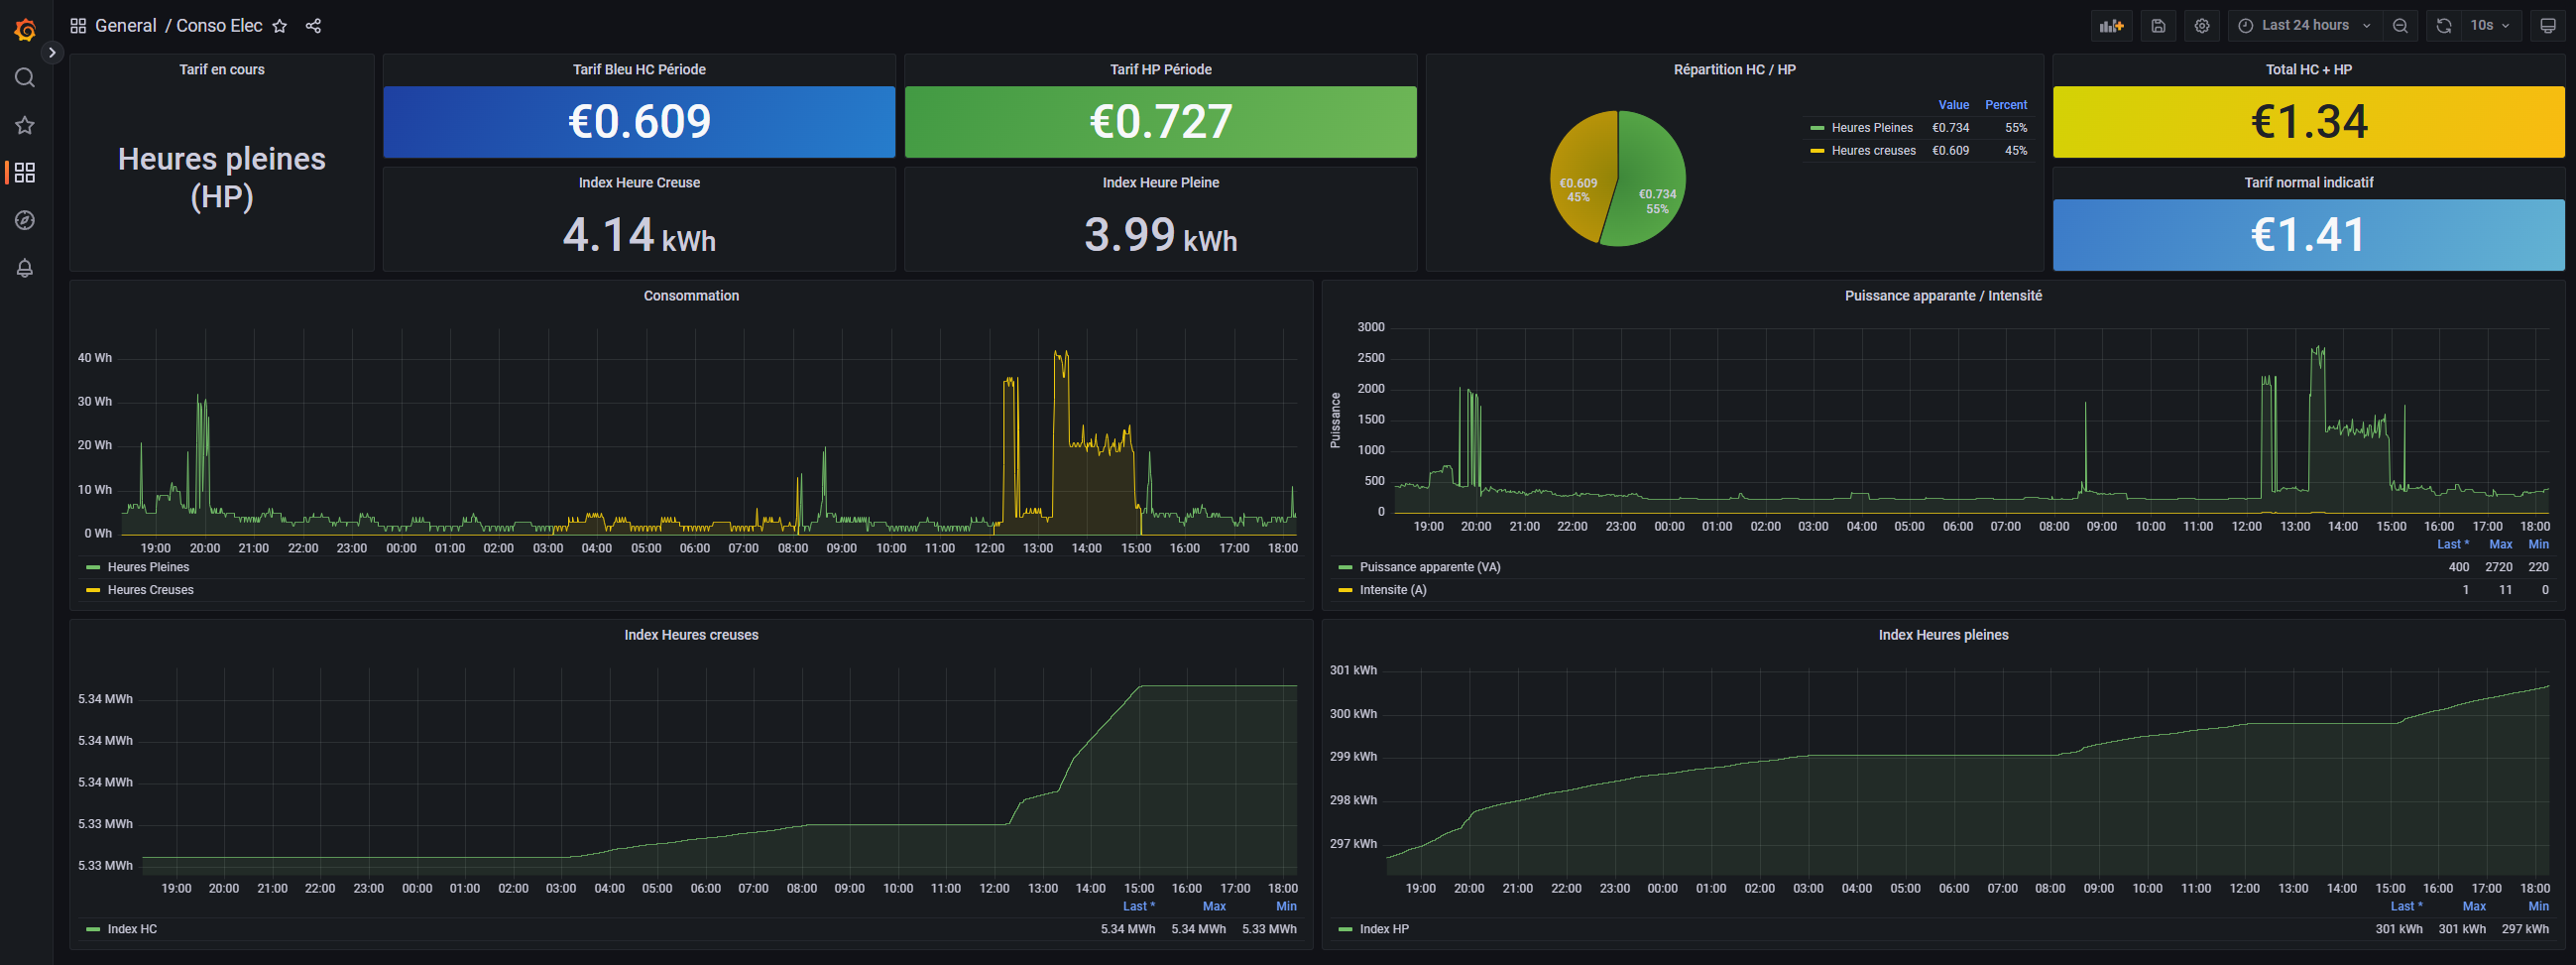 General / Conso Elec
Last 24 hours
10s
Tarif en cours
Heures pleines
(HP)
Tarif Bleu HC Période
€0.609
Tarif HP Période
€0.727
Index Heure Creuse
4.14 kWh
Index Heure Pleine
3.99 kWh
Répartition HC / HP
Value Percent
Heures Pleines €0.734 55%
Heures creuses €0.609 45%
€0.609
45%
€0.734
55%
Total HC + HP
€1.34
Tarif normal indicatif
€1.41
Consommation
40 Wh
30 Wh
20 Wh
10 Wh
0 Wh
19:00 20:00 21:00 22:00 23:00 00:00 01:00 02:00 03:00 04:00 05:00 06:00 07:00 08:00 09:00 10:00 11:00 12:00 13:00 14:00 15:00 16:00 17:00 18:00
Heures Pleines
Heures Creuses
Puissance apparante / Intensité
Puissance
3000
2500
2000
1500
1000
500
0
19:00 20:00 21:00 22:00 23:00 00:00 01:00 02:00 03:00 04:00 05:00 06:00 07:00 08:00 09:00 10:00 11:00 12:00 13:00 14:00 15:00 16:00 17:00 18:00
Last * Max Min
Puissance apparente (VA) 400 2720 220
Intensite (A) 1 11 0
Index Heures creuses
5.34 MWh
5.34 MWh
5.34 MWh
5.33 MWh
5.33 MWh
19:00 20:00 21:00 22:00 23:00 00:00 01:00 02:00 03:00 04:00 05:00 06:00 07:00 08:00 09:00 10:00 11:00 12:00 13:00 14:00 15:00 16:00 17:00 18:00
Last * Max Min
Index HC 5.34 MWh 5.34 MWh 5.33 MWh
Index Heures pleines
301 kWh
300 kWh
299 kWh
298 kWh
297 kWh
19:00 20:00 21:00 22:00 23:00 00:00 01:00 02:00 03:00 04:00 05:00 06:00 07:00 08:00 09:00 10:00 11:00 12:00 13:00 14:00 15:00 16:00 17:00 18:00
Last * Max Min
Index HP 301 kWh 301 kWh 297 kWh